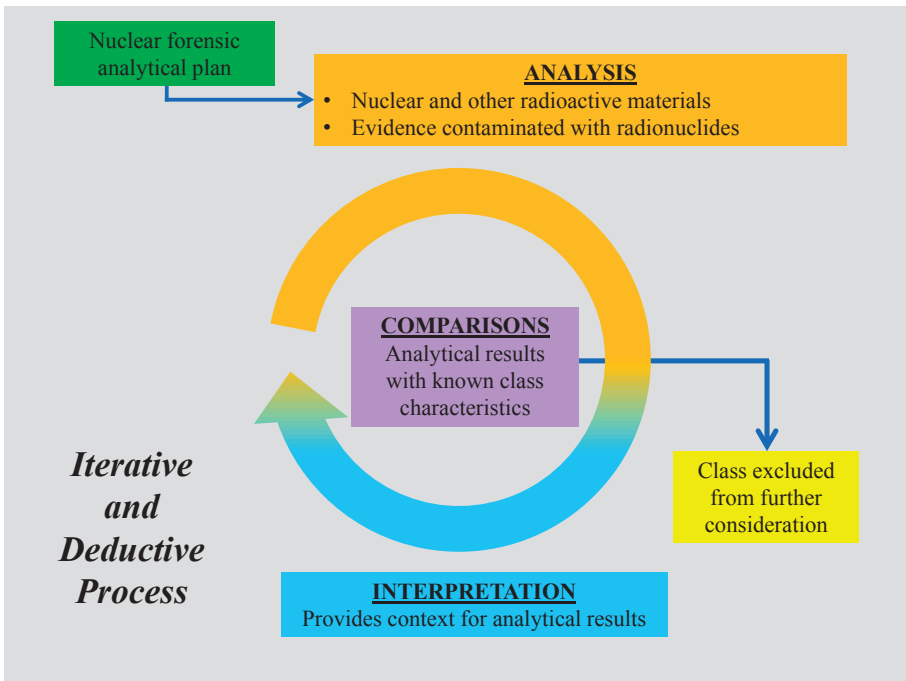 Nuclear forensic
analytical plan
ANALYSIS
• Nuclear and other radioactive materials
• Evidence contaminated with radionuclides
COMPARISONS
Analytical results
with known class
characteristics
Class excluded
from further
consideration
Iterative
and
Deductive
Process
INTERPRETATION
Provides context for analytical results